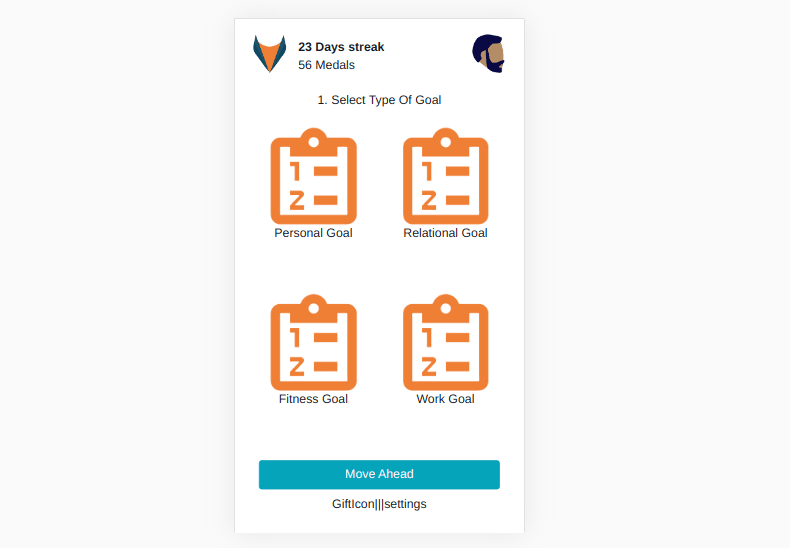 23 Days streak
56 Medals
1. Select Type Of Goal
1
2
1
2
Personal Goal
Relational Goal
1
2
1
2
Fitness Goal
Work Goal
Move Ahead
GiftIcon|||settings